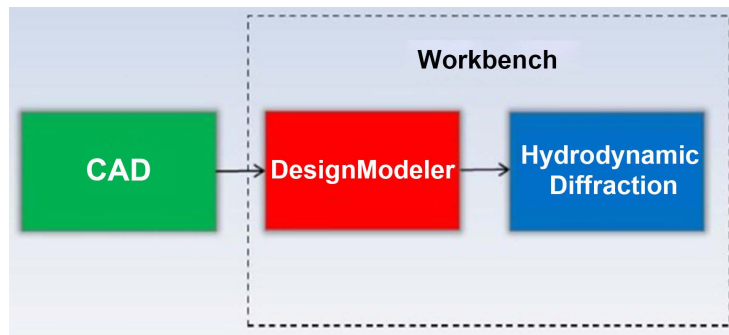 Workbench
CAD
DesignModeler
Hydrodynamic
Diffraction